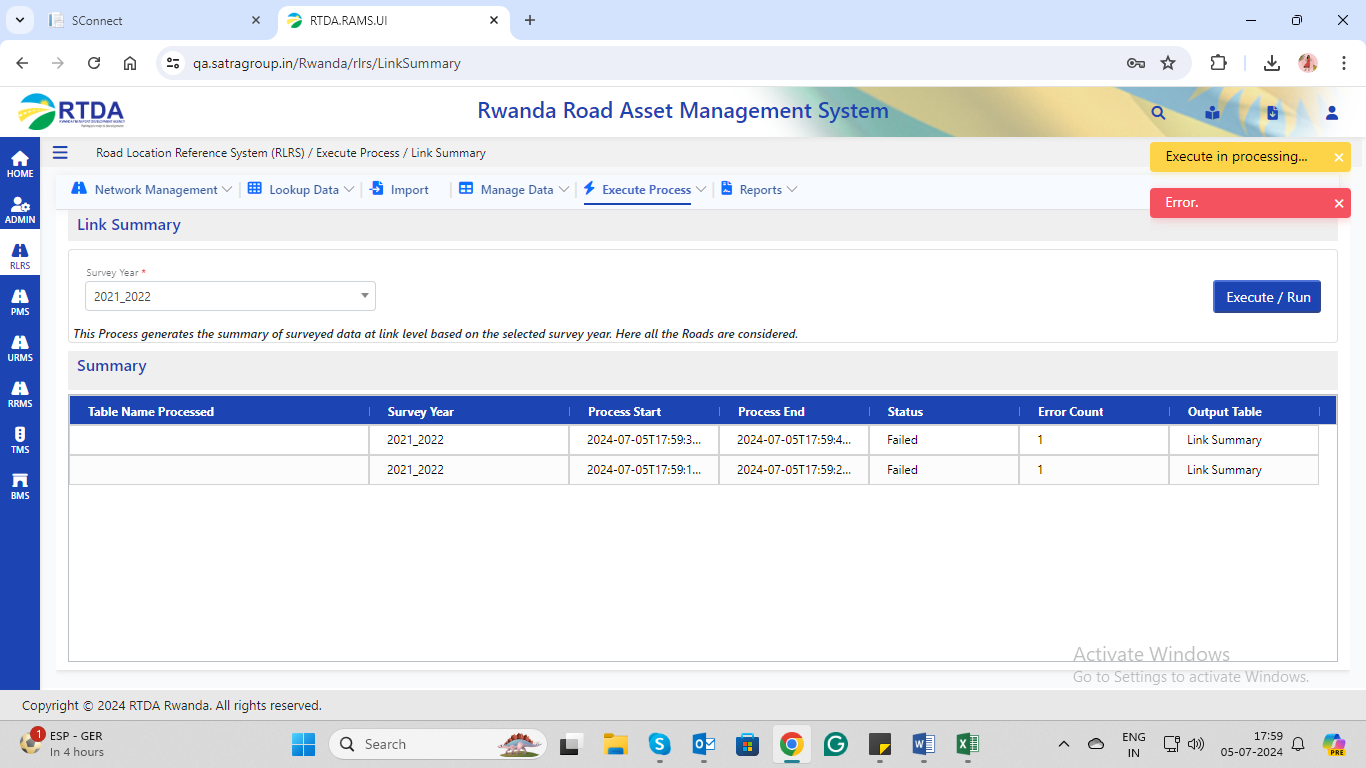 SConnect
RTDA.RAMS.UI
qa.satragroup.in/Rwanda/rlrs/LinkSummary
RTDA
Rwanda Road Asset Management System
HOME
ADMIN
RLRS
PMS
URMS
RRMS
TMS
BMS
Road Location Reference System (RLRS) / Execute Process / Link Summary
Execute in processing...
Error.
Network Management
Lookup Data
Import
Manage Data
Execute Process
Reports
Link Summary
Survey Year *
2021_2022
Execute / Run
This Process generates the summary of surveyed data at link level based on the selected survey year. Here all the Roads are considered.
Summary
Table Name Processed Survey Year Process Start Process End Status Error Count Output Table
2021_2022 2024-07-05T17:59:3... 2024-07-05T17:59:4... Failed 1 Link Summary
2021_2022 2024-07-05T17:59:1... 2024-07-05T17:59:2... Failed 1 Link Summary
Activate Windows
Go to Settings to activate Windows.
Copyright © 2024 RTDA Rwanda. All rights reserved.
1
ESP - GER
In 4 hours
Search
ENG
IN
17:59
05-07-2024
PRE